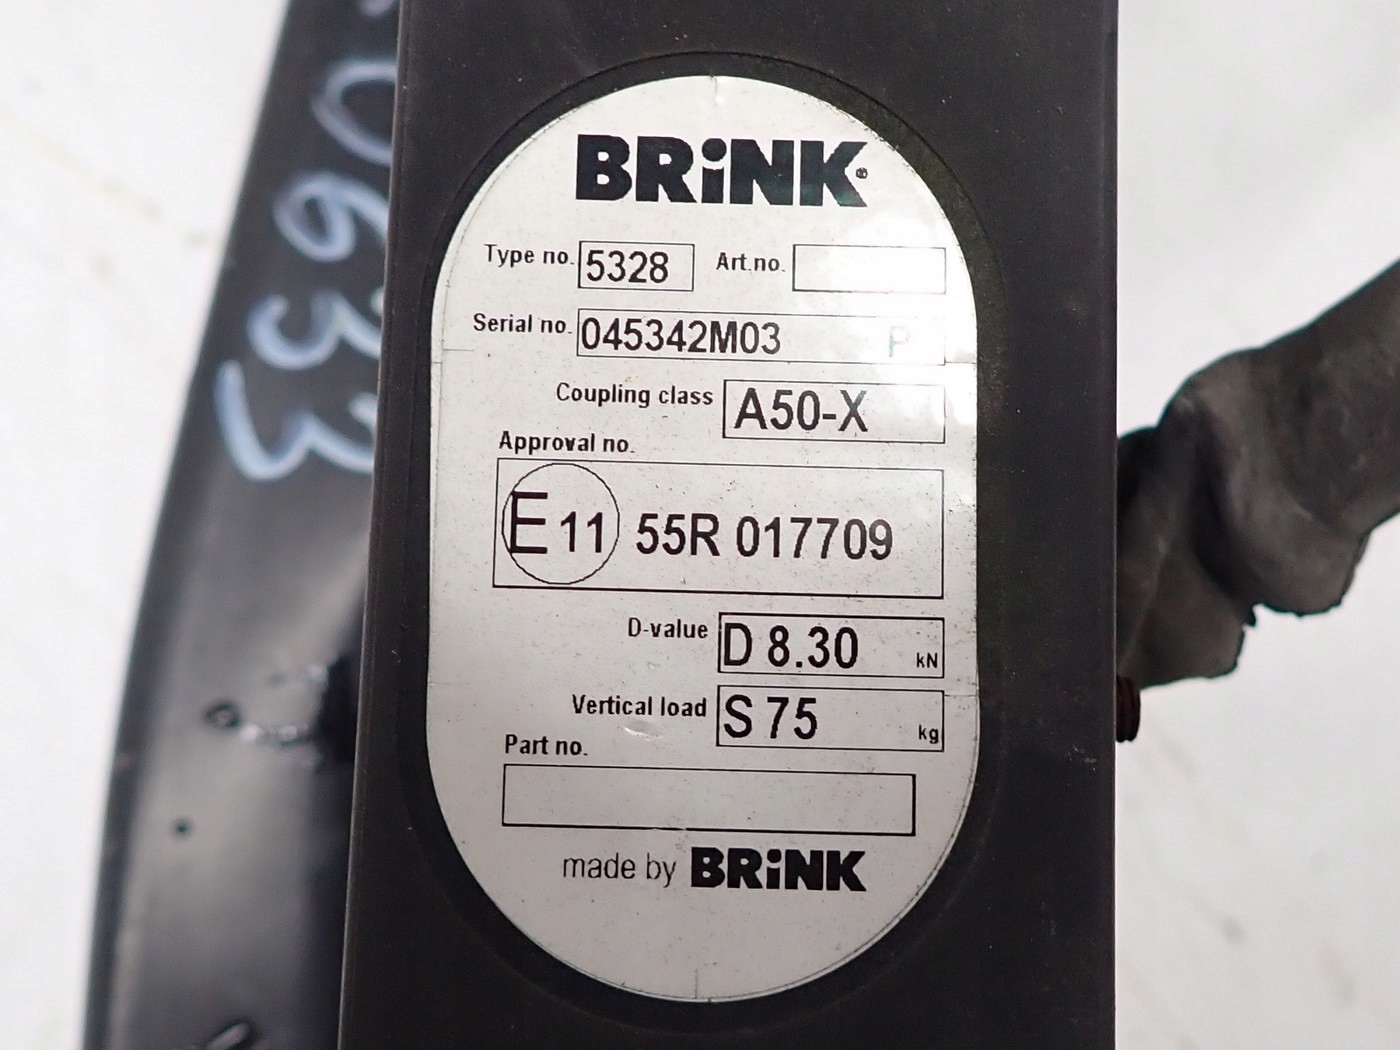 BRiNK®
Type no. 5328 Art.no.
Serial no. 045342M03 P
Coupling class A50-X
Approval no.
E 11 55R 017709
D-value D 8.30 kN
Vertical load S 75 kg
Part no.
made by BRiNK